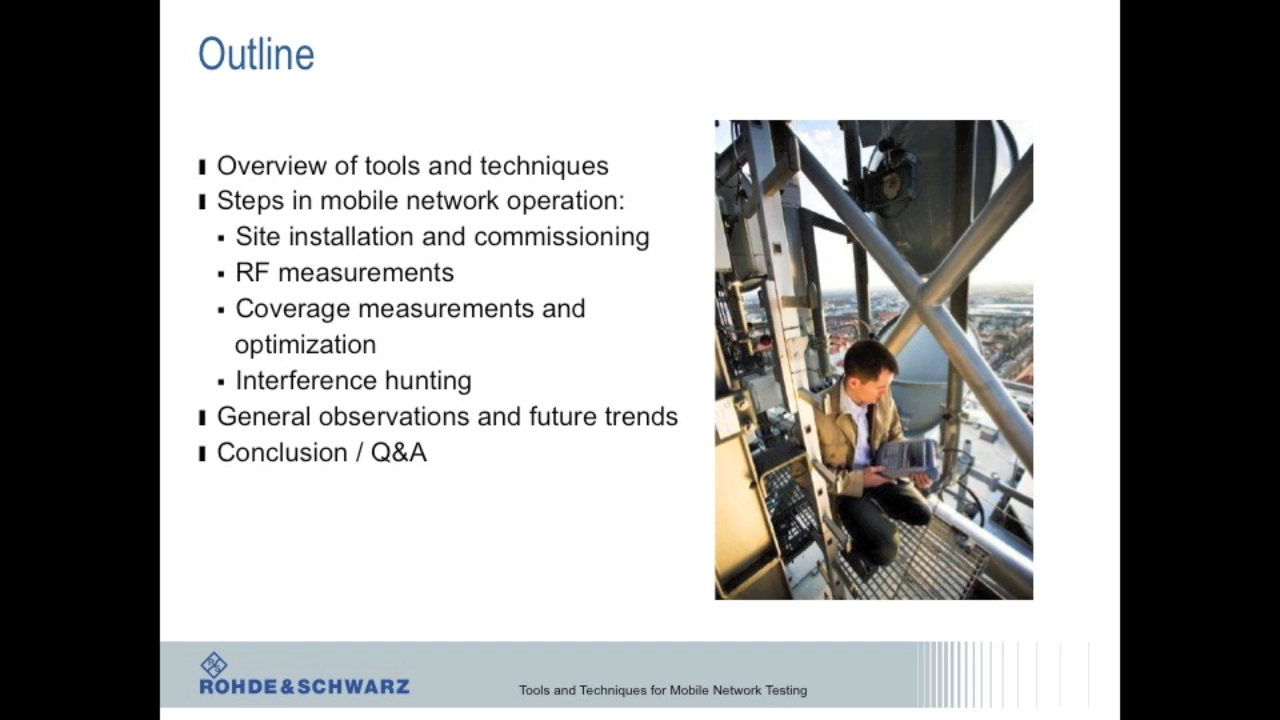 Outline
Overview of tools and techniques
Steps in mobile network operation:
Site installation and commissioning
RF measurements
Coverage measurements and
optimization
Interference hunting
General observations and future trends
Conclusion / Q&A
R S
ROHDE&SCHWARZ
Tools and Techniques for Mobile Network Testing